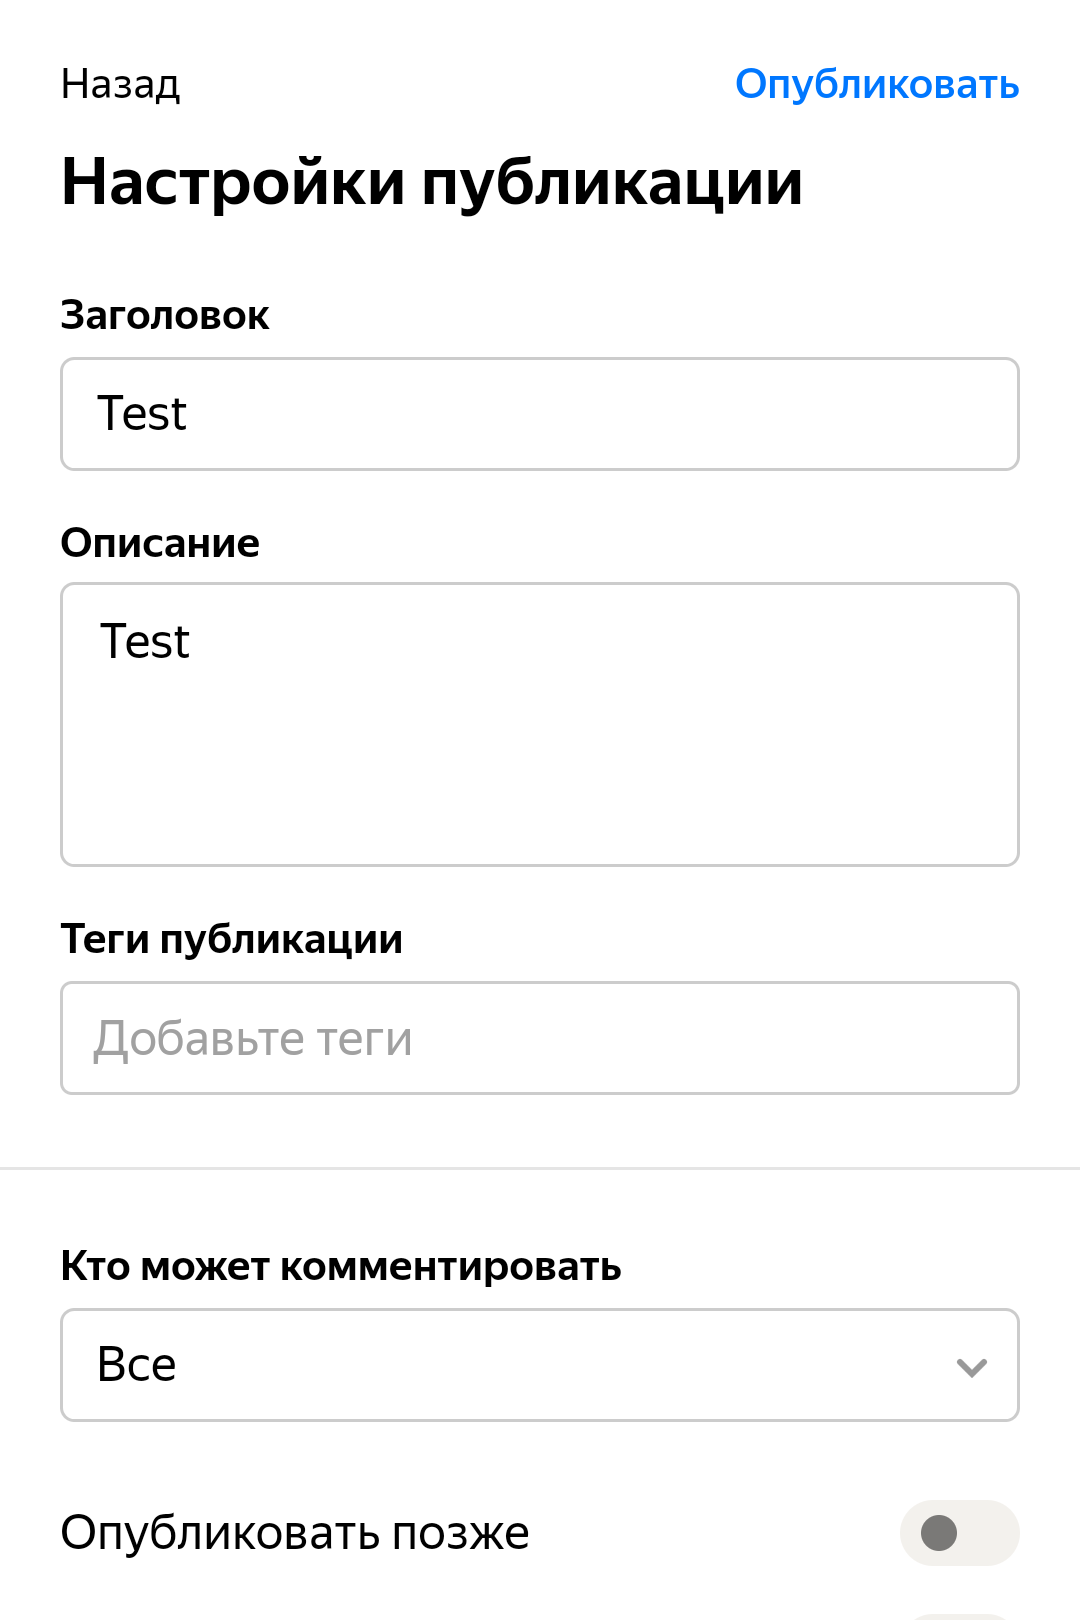 Назад
Опубликовать
Настройки публикации
Заголовок
Test
Описание
Test
Теги публикации
Добавьте теги
Кто может комментировать
Все
Опубликовать позже